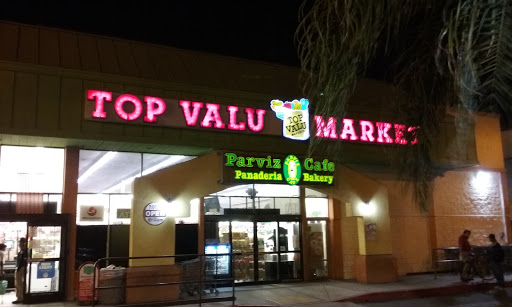 TOP VALU MARKET
TOP
VALU
Parviz Cafe
Panaderia Bakery
OPEN